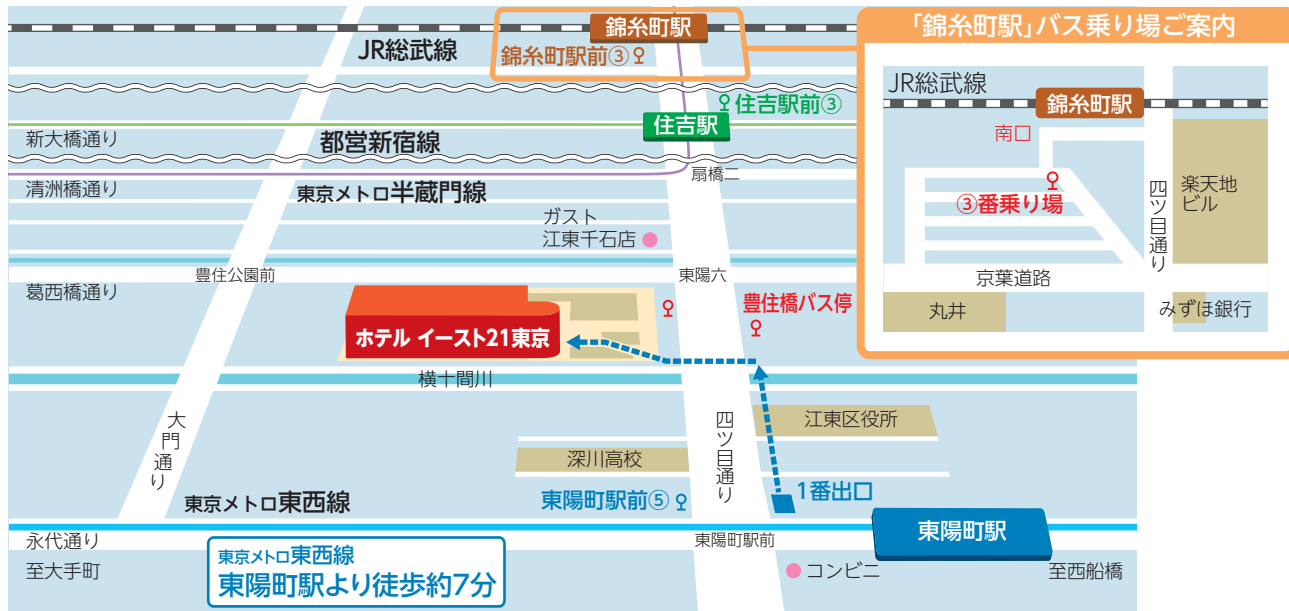 錦糸町駅
JR総武線
錦糸町駅前③
住吉駅前③
住吉駅
新大橋通り
都営新宿線
扇橋二
清洲橋通り
東京メトロ半蔵門線
ガスト
江東千石店
豊住公園前
東陽六
葛西橋通り
豊住橋バス停
ホテル イースト21東京
横十間川
大門通り
四ツ目通り
江東区役所
深川高校
1番出口
東陽町駅前⑤
東京メトロ東西線
東陽町駅
永代通り
東陽町駅前
至大手町
東京メトロ東西線
東陽町駅より徒歩約7分
コンビニ
至西船橋
「錦糸町駅」バス乗り場ご案内
JR総武線
錦糸町駅
南口
③番乗り場
四ツ目通り
楽天地
ビル
京葉道路
丸井
みずほ銀行